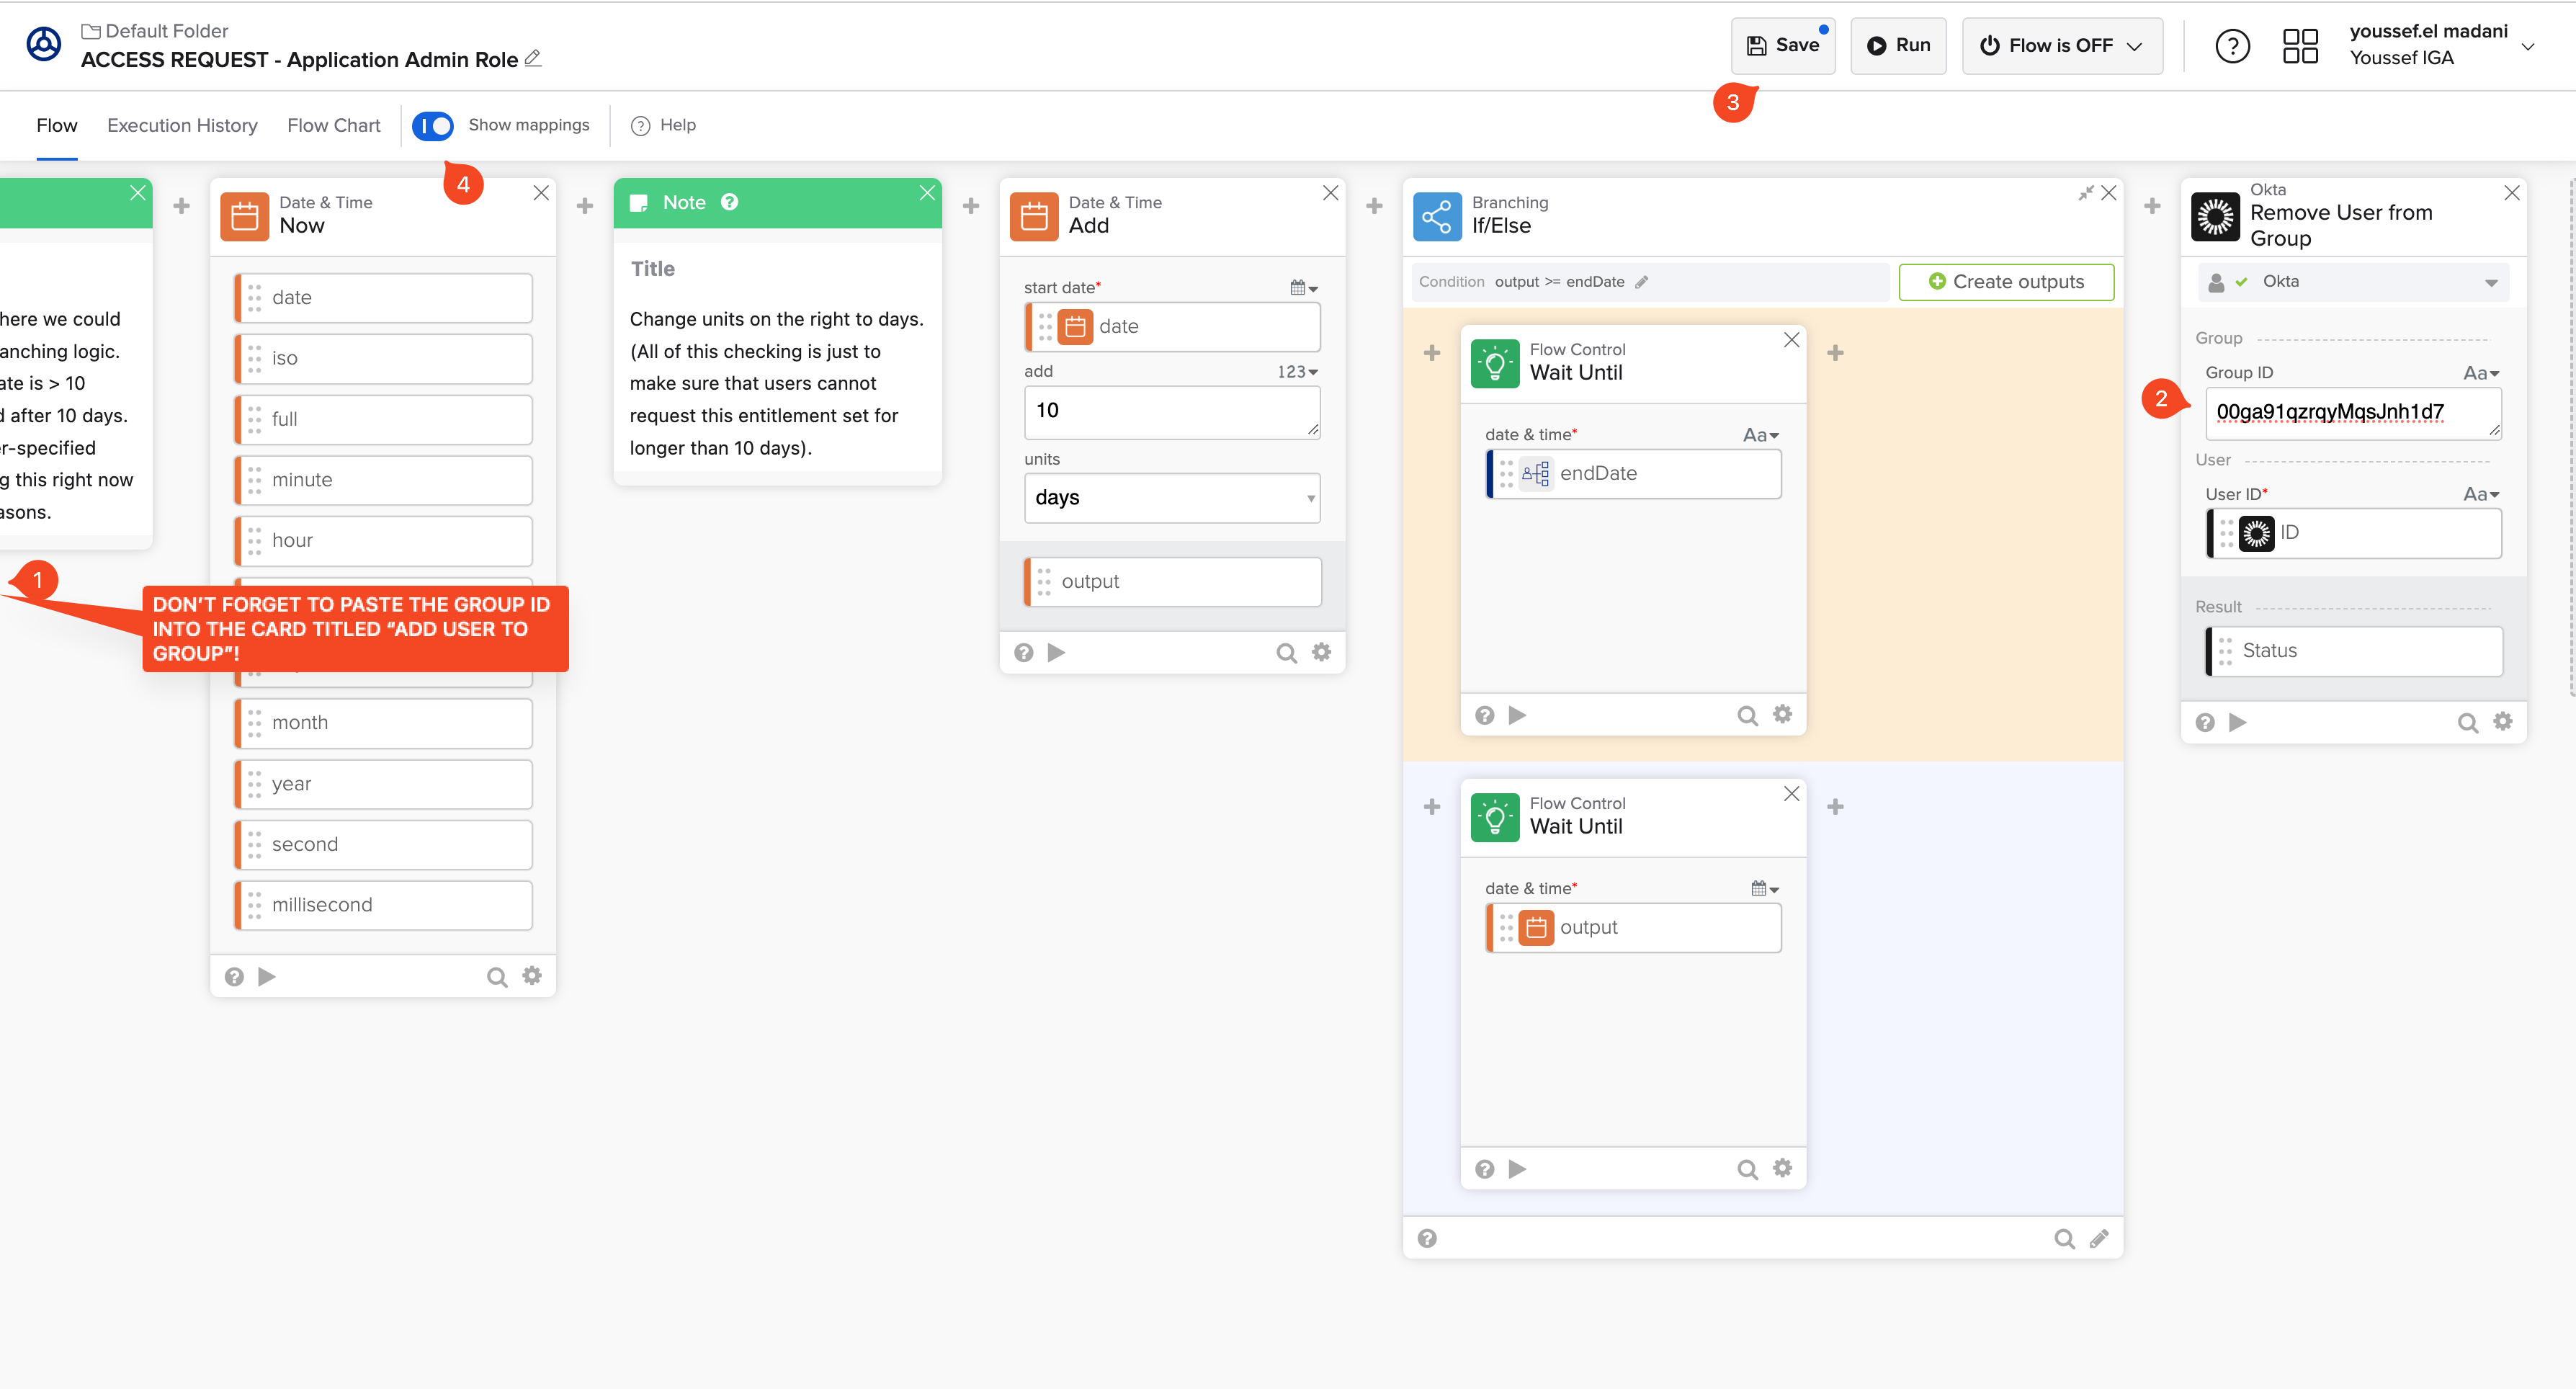 Default Folder
ACCESS REQUEST - Application Admin Role
Save
Run
Flow is OFF
youssef.el madani
Youssef IGA
3
Flow
Execution History
Flow Chart
Show mappings
Help
4
here we could
anching logic.
ate is > 10
d after 10 days.
er-specified
g this right now
asons.
1
DON'T FORGET TO PASTE THE GROUP ID
INTO THE CARD TITLED “ADD USER TO
GROUP”!
Date & Time
Now
date
iso
full
minute
hour
month
year
second
millisecond
Note
Title
Change units on the right to days.
(All of this checking is just to
make sure that users cannot
request this entitlement set for
longer than 10 days).
Date & Time
Add
start date*
date
add
123
10
units
days
output
Branching
If/Else
Condition output >= endDate
Create outputs
Flow Control
Wait Until
date & time*
Aa
endDate
Flow Control
Wait Until
date & time*
output
Okta
Remove User from
Group
Okta
Group
Group ID
Aa
2
00ga91qzrqyMqsJnh1d7
User
User ID*
Aa
ID
Result
Status